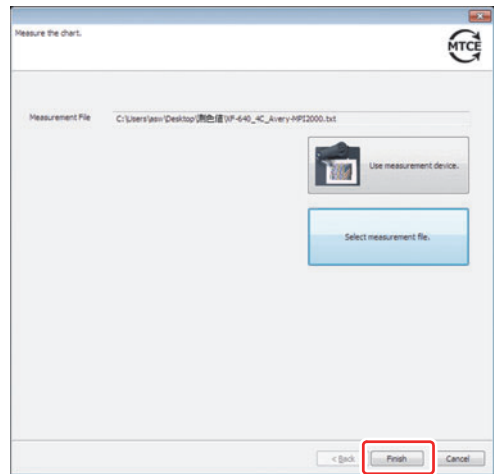 Measure the chart.
MTCE
Measurement File
C:\Users\asw\Desktop\測色値\XF-640_4C_Avery-MPI2000.txt
Use measurement device.
Select measurement file.
< Back
Finish
Cancel